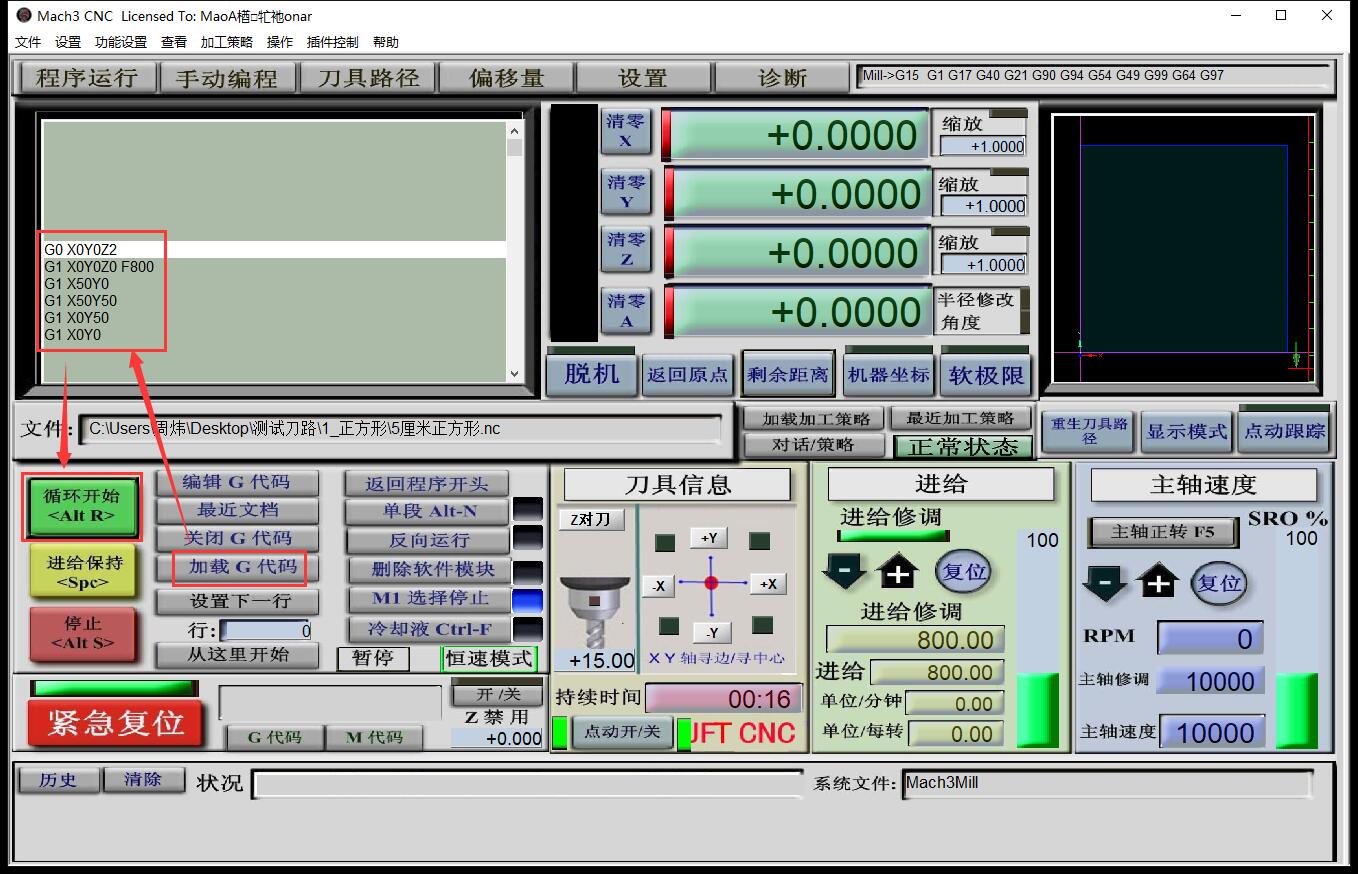 Mach3 CNC Licensed To: MaoA楿□牤祂onar
文件 设置 功能设置 查看 加工策略 操作 插件控制 帮助
程序运行 手动编程 刀具路径 偏移量 设置 诊断 Mill->G15 G1 G17 G40 G21 G90 G94 G54 G49 G99 G64 G97
G0 X0Y0Z2
G1 X0Y0Z0 F800
G1 X50Y0
G1 X50Y50
G1 X0Y50
G1 X0Y0
清零 X +0.0000 缩放 +1.0000
清零 Y +0.0000 缩放 +1.0000
清零 Z +0.0000 缩放 +1.0000
清零 A +0.0000 半径修改 角度
脱机 返回原点 剩余距离 机器坐标 软极限
文件: C:\Users\周炜\Desktop\测试刀路\1_正方形\5厘米正方形.nc
加载加工策略 最近加工策略
对话/策略 正常状态
重生刀具路径 显示模式 点动跟踪
循环开始
<Alt R>
进给保持
<Spc>
停止
<Alt S>
编辑 G 代码
最近文档
关闭 G 代码
加载 G 代码
设置下一行
行: 0
从这里开始
返回程序开头
单段 Alt-N
反向运行
删除软件模块
M1 选择停止
冷却液 Ctrl-F
暂停 恒速模式
紧急复位
G 代码 M 代码
开 /关
Z 禁 用
+0.000
刀具信息
Z对刀
+Y
-X +X
-Y
+15.00 X Y 轴寻边/寻中心
持续时间 00:16
点动开/关 JFT CNC
进给
进给修调
100
- + 复位
进给修调
800.00
进给 800.00
单位/分钟 0.00
单位/每转 0.00
主轴速度
主轴正转 F5 SRO %
100
- + 复位
RPM 0
主轴修调 10000
主轴速度 10000
历史 清除 状况 系统文件: Mach3Mill